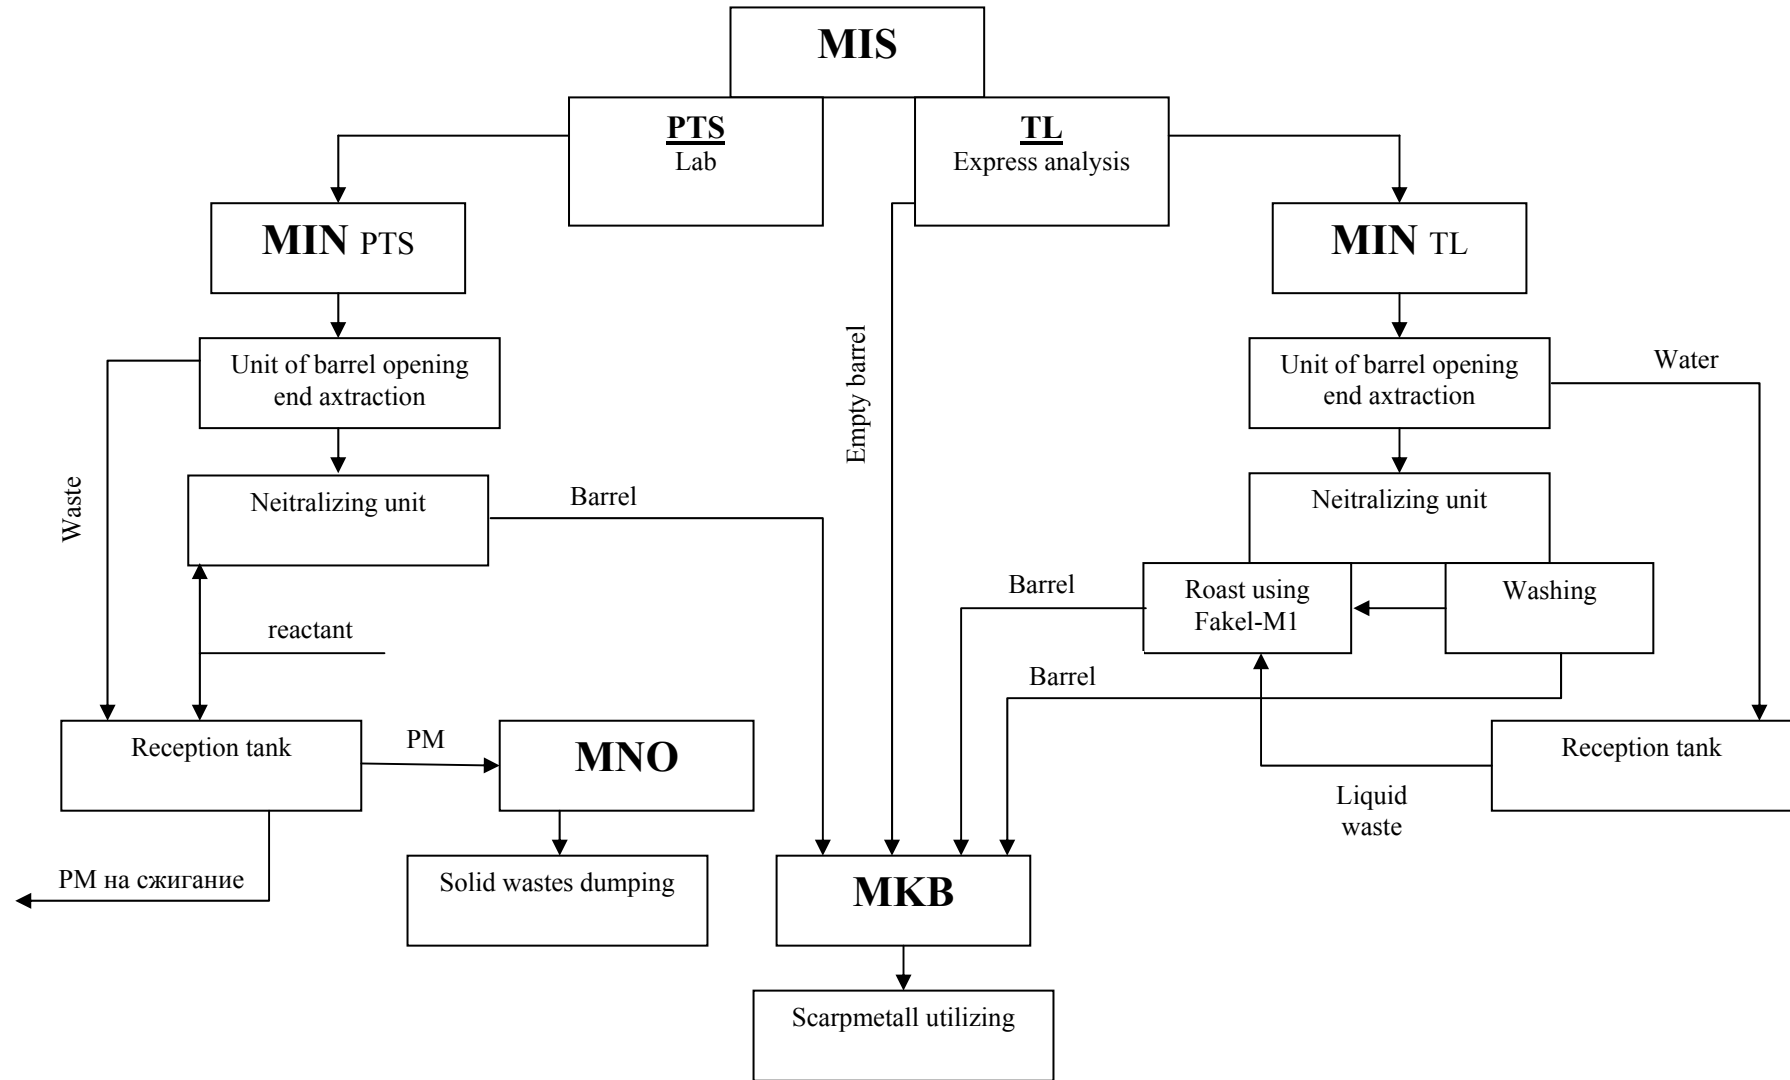 MIS
PTS
Lab
TL
Express analysis
MIN PTS
MIN TL
Unit of barrel opening
end axtraction
Empty barrel
Unit of barrel opening
end axtraction
Water
Waste
Neitralizing unit
Barrel
Neitralizing unit
Barrel
Roast using
Fakel-M1
Washing
reactant
Barrel
Reception tank
PM
MNO
Reception tank
Liquid
waste
РМ на сжигание
Solid wastes dumping
MKB
Scarpmetall utilizing